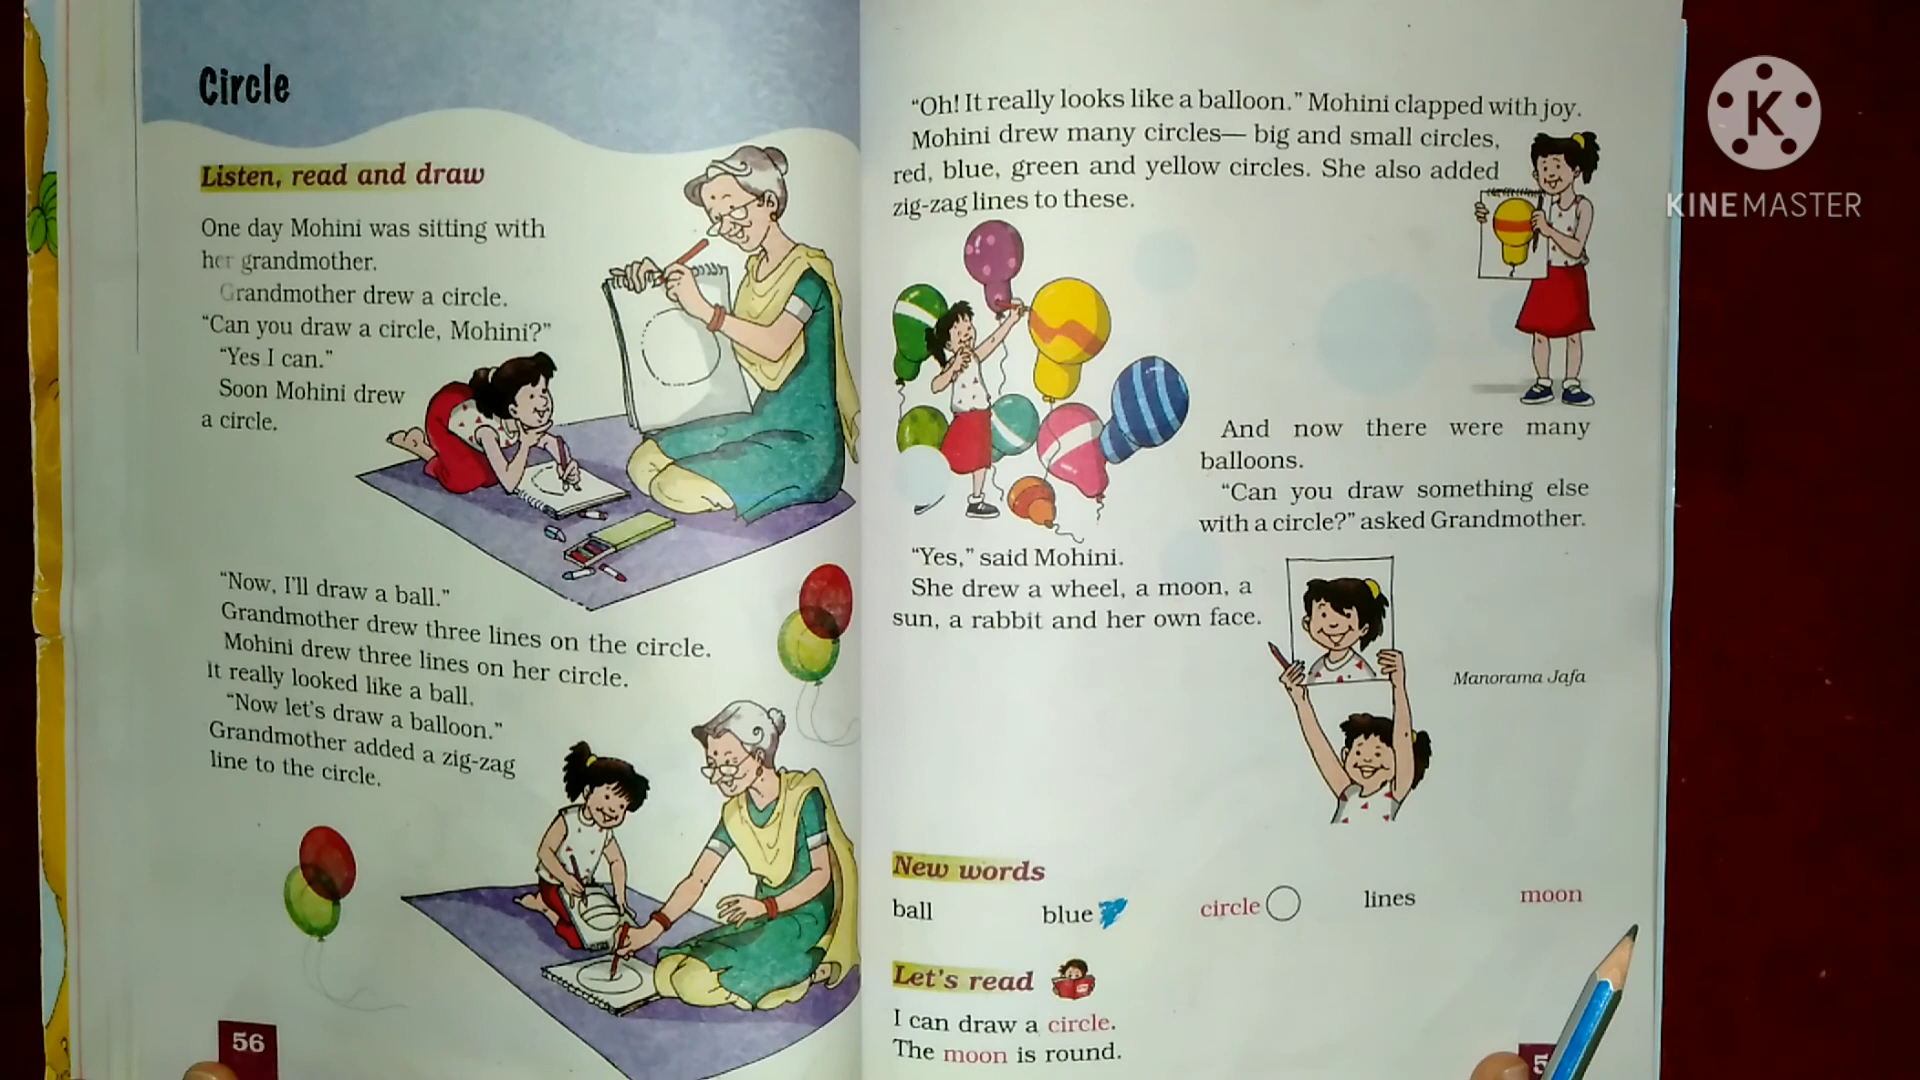 Circle
Listen, read and draw
One day Mohini was sitting with
her grandmother.
Grandmother drew a circle.
“Can you draw a circle, Mohini?”
“Yes I can.”
Soon Mohini drew
a circle.
“Now, I’ll draw a ball.”
Grandmother drew three lines on the circle.
Mohini drew three lines on her circle.
It really looked like a ball.
“Now let’s draw a balloon.”
Grandmother added a zig-zag
line to the circle.
56
“Oh! It really looks like a balloon.” Mohini clapped with joy.
Mohini drew many circles— big and small circles,
red, blue, green and yellow circles. She also added
zig-zag lines to these.
And now there were many
balloons.
“Can you draw something else
with a circle?” asked Grandmother.
“Yes,” said Mohini.
She drew a wheel, a moon, a
sun, a rabbit and her own face.
Manorama Jafa
New words
ball blue circle lines moon
Let’s read
I can draw a circle.
The moon is round.
K
KINEMASTER